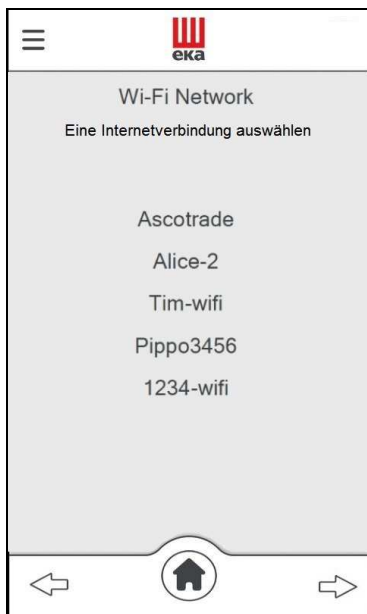 eka
Wi-Fi Network
Eine Internetverbindung auswählen
Ascotrade
Alice-2
Tim-wifi
Pippo3456
1234-wifi